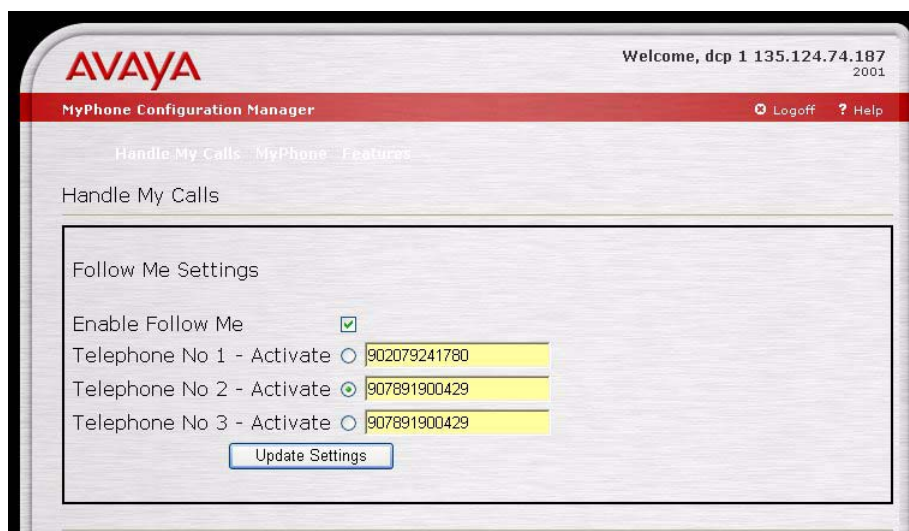 AVAYA
Welcome, dcp 1 135.124.74.187
2001
MyPhone Configuration Manager
Logoff ? Help
Handle My Calls MyPhone Features
Handle My Calls
Follow Me Settings
Enable Follow Me
Telephone No 1 - Activate 902079241780
Telephone No 2 - Activate 907891900429
Telephone No 3 - Activate 907891900429
Update Settings